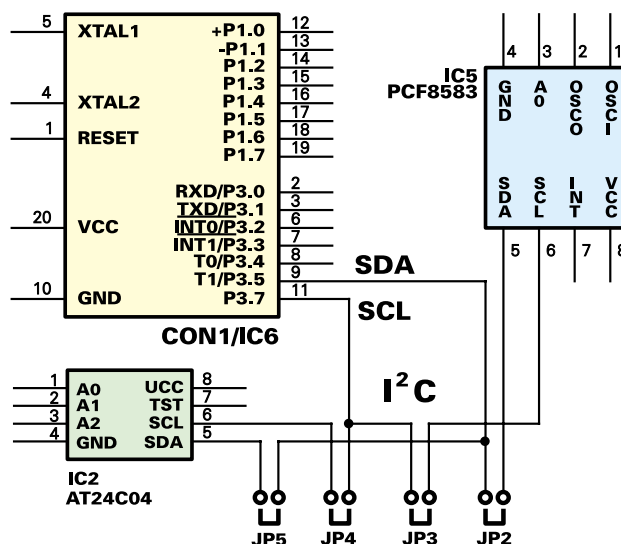 5 XTAL1 +P1.0 12
-P1.1 13
P1.2 14
P1.3 15
4 XTAL2 P1.4 16
P1.5 17
1 RESET P1.6 18
P1.7 19
RXD/P3.0 2
TXD/P3.1 3
20 VCC INT0/P3.2 6
INT1/P3.3 7
T0/P3.4 8
T1/P3.5 9
10 GND P3.7 11
CON1/IC6
4 3 2 1
IC5
PCF8583
GND A0 OSCO OSCI
SDA SCL INT VCC
5 6 7 8
SDA
SCL
I²C
1 A0 UCC 8
2 A1 TST 7
3 A2 SCL 6
4 GND SDA 5
IC2
AT24C04
JP5 JP4 JP3 JP2